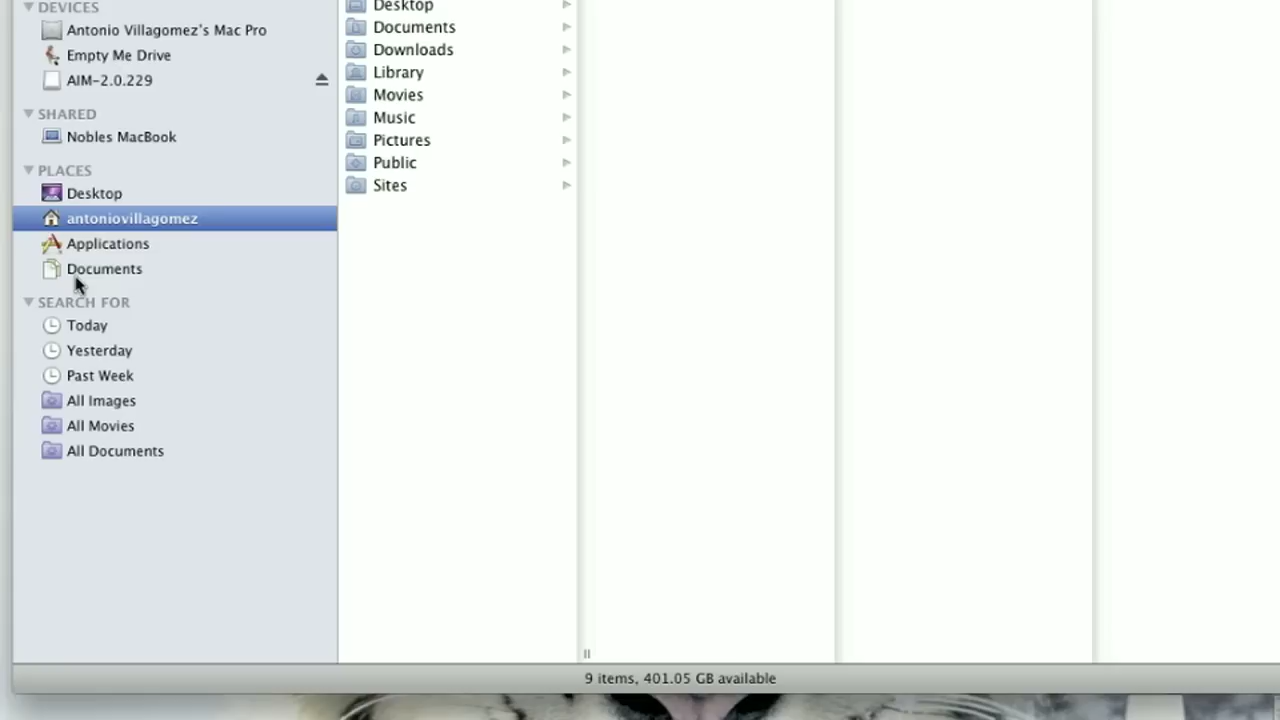 DEVICES
Antonio Villagomez's Mac Pro
Empty Me Drive
AIM-2.0.229
SHARED
Nobles MacBook
PLACES
Desktop
antoniovillagomez
Applications
Documents
SEARCH FOR
Today
Yesterday
Past Week
All Images
All Movies
All Documents
Desktop
Documents
Downloads
Library
Movies
Music
Pictures
Public
Sites
9 items, 401.05 GB available